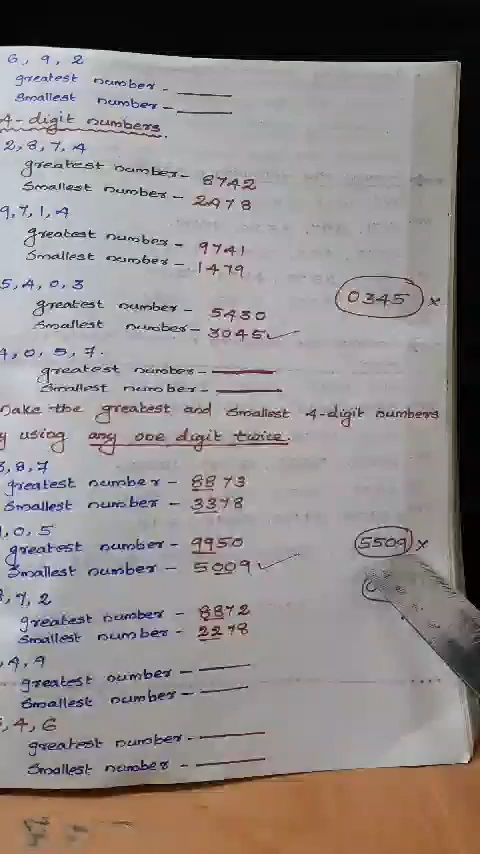 6, 9, 2
greatest number -
Smallest number -
4-digit numbers.
2, 8, 7, 4
greatest number - 8742
Smallest number - 2478
9, 7, 1, 4
greatest number - 9741
Smallest number - 1479
5, 4, 0, 3
greatest number - 5430
Smallest number - 3045 ✓
0345 ×
4, 0, 5, 7.
greatest number -
Smallest number -
Make the greatest and Smallest 4-digit numbers
using any one digit twice.
3, 8, 7
greatest number - 8873
Smallest number - 3378
, 0, 5
greatest number - 9950
Smallest number - 5009 ✓
5509 ×
, 7, 2
greatest number - 8872
Smallest number - 2278
, 4, 9
greatest number -
Smallest number -
, 4, 6
greatest number -
Smallest number -